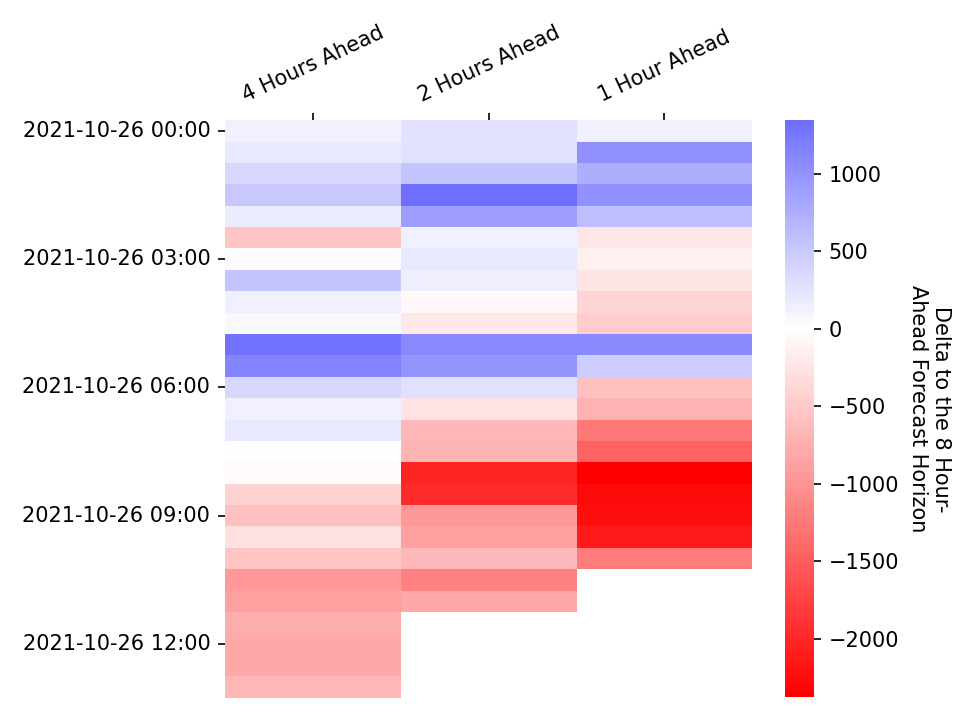 4 Hours Ahead
2 Hours Ahead
1 Hour Ahead
2021-10-26 00:00
2021-10-26 03:00
2021-10-26 06:00
2021-10-26 09:00
2021-10-26 12:00
1000
500
0
−500
−1000
−1500
−2000
Delta to the 8 Hour-
Ahead Forecast Horizon